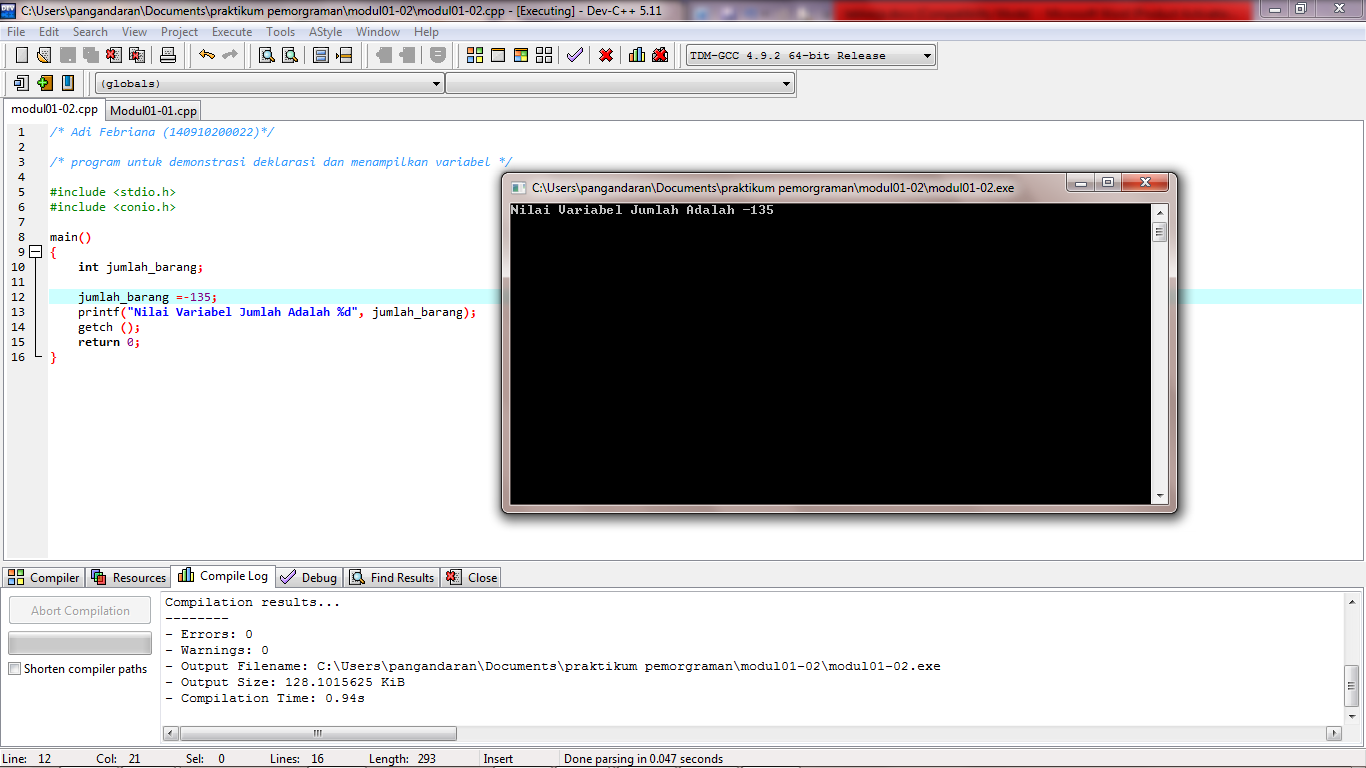 C:\Users\pangandaran\Documents\praktikum pemorgraman\modul01-02\modul01-02.cpp - [Executing] - Dev-C++ 5.11
File Edit Search View Project Execute Tools AStyle Window Help
TDM-GCC 4.9.2 64-bit Release
(globals)
modul01-02.cpp Modul01-01.cpp
1 /* Adi Febriana (140910200022)*/
2
3 /* program untuk demonstrasi deklarasi dan menampilkan variabel */
4
5 #include <stdio.h>
6 #include <conio.h>
7
8 main()
9 {
10 int jumlah_barang;
11
12 jumlah_barang =-135;
13 printf("Nilai Variabel Jumlah Adalah %d", jumlah_barang);
14 getch ();
15 return 0;
16 }
C:\Users\pangandaran\Documents\praktikum pemorgraman\modul01-02\modul01-02.exe
Nilai Variabel Jumlah Adalah -135
Compiler Resources Compile Log Debug Find Results Close
Abort Compilation
Shorten compiler paths
Compilation results...
--------
- Errors: 0
- Warnings: 0
- Output Filename: C:\Users\pangandaran\Documents\praktikum pemorgraman\modul01-02\modul01-02.exe
- Output Size: 128.1015625 KiB
- Compilation Time: 0.94s
Line: 12 Col: 21 Sel: 0 Lines: 16 Length: 293 Insert Done parsing in 0.047 seconds